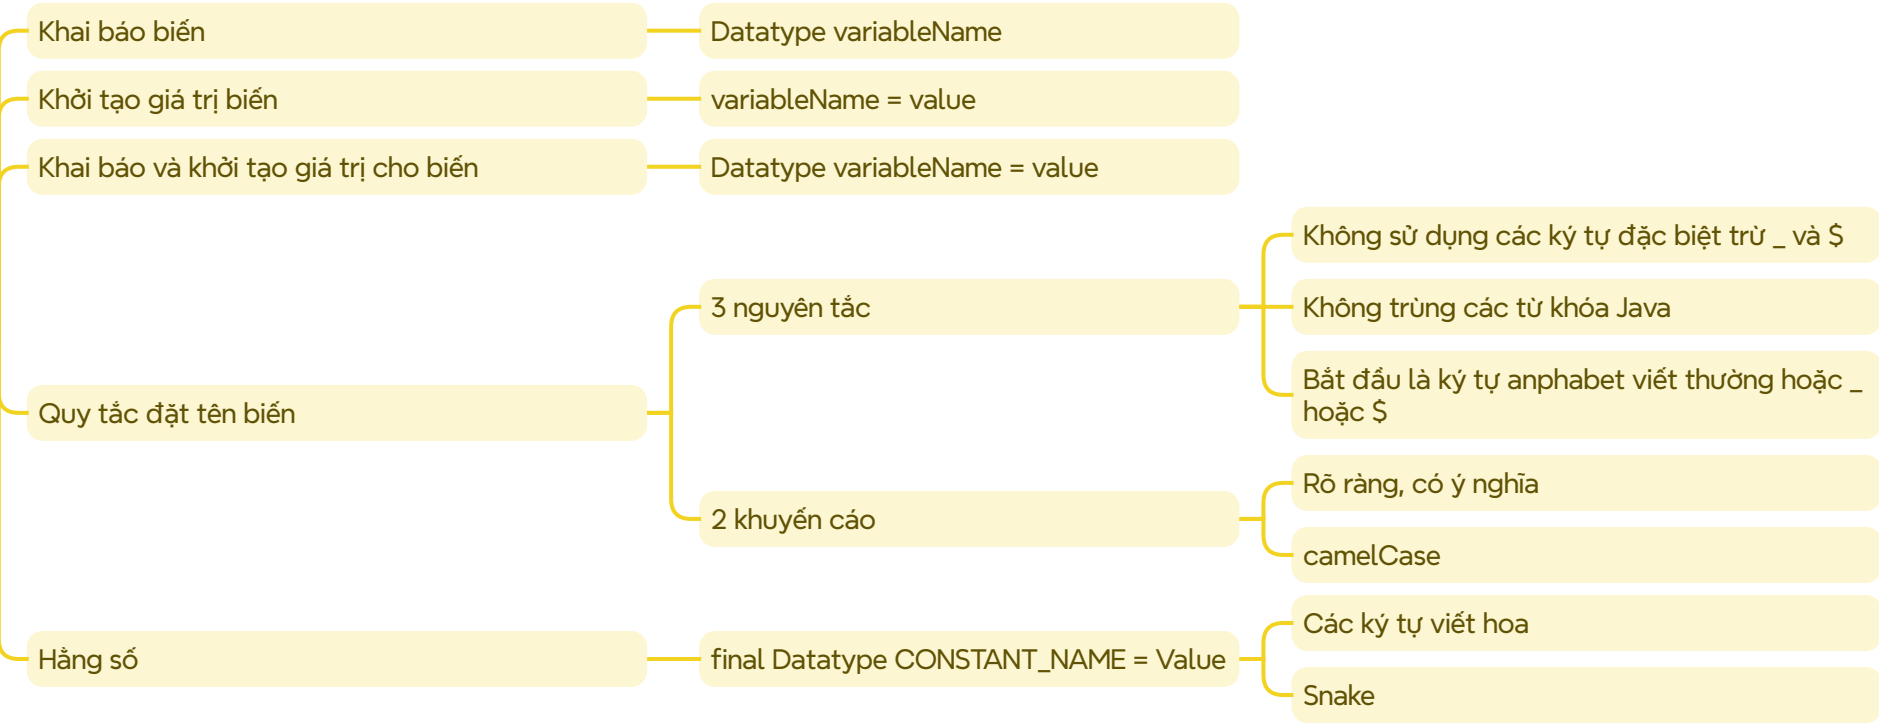 Khai báo biến
Datatype variableName
Khởi tạo giá trị biến
variableName = value
Khai báo và khởi tạo giá trị cho biến
Datatype variableName = value
Quy tắc đặt tên biến
3 nguyên tắc
Không sử dụng các ký tự đặc biệt trừ _ và $
Không trùng các từ khóa Java
Bắt đầu là ký tự anphabet viết thường hoặc _
hoặc $
2 khuyến cáo
Rõ ràng, có ý nghĩa
camelCase
Hằng số
final Datatype CONSTANT_NAME = Value
Các ký tự viết hoa
Snake